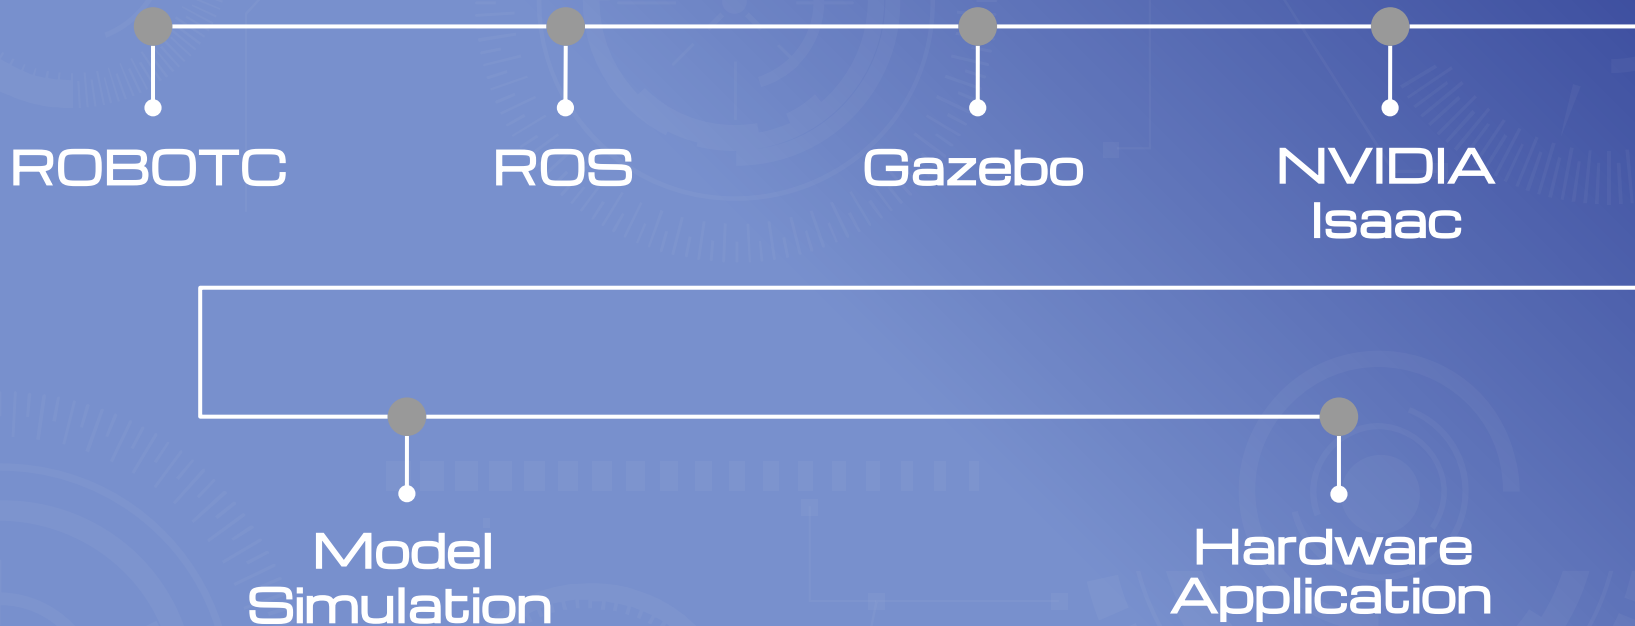 ROBOTC
ROS
Gazebo
NVIDIA
Isaac
Model
Simulation
Hardware
Application